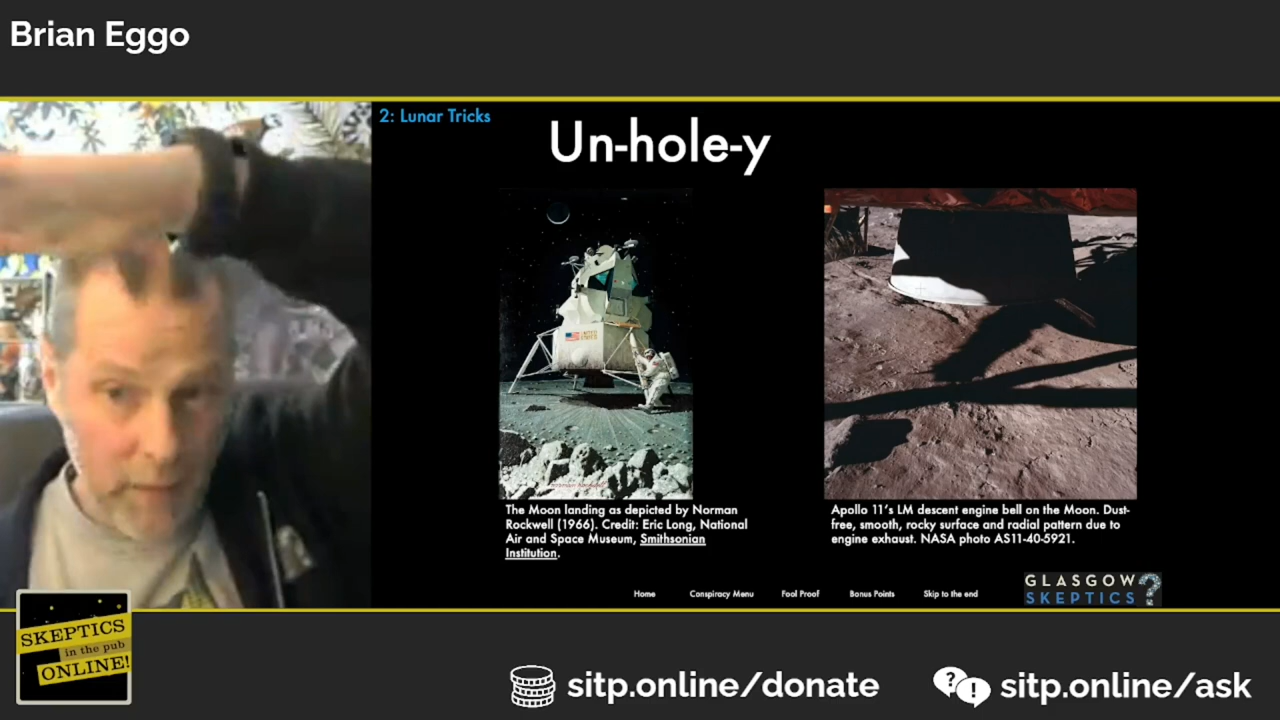 Brian Eggo
2: Lunar Tricks
Un-hole-y
UNITED
STATES
The Moon landing as depicted by Norman
Rockwell (1966). Credit: Eric Long, National
Air and Space Museum, Smithsonian
Institution.
Apollo 11's LM descent engine bell on the Moon. Dust-
free, smooth, rocky surface and radial pattern due to
engine exhaust. NASA photo AS11-40-5921.
Home
Conspiracy Menu
Fool Proof
Bonus Points
Skip to the end
GLASGOW
SKEPTICS
?
SKEPTICS
in the pub
ONLINE!
sitp.online/donate
? !
sitp.online/ask